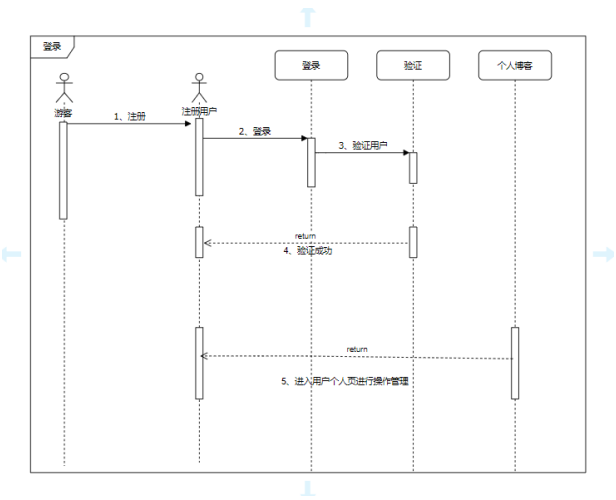 登录
登录
验证
个人博客
游客
注册用户
1、注册
2、登录
3、验证用户
return
4、验证成功
return
5、进入用户个人页进行操作管理